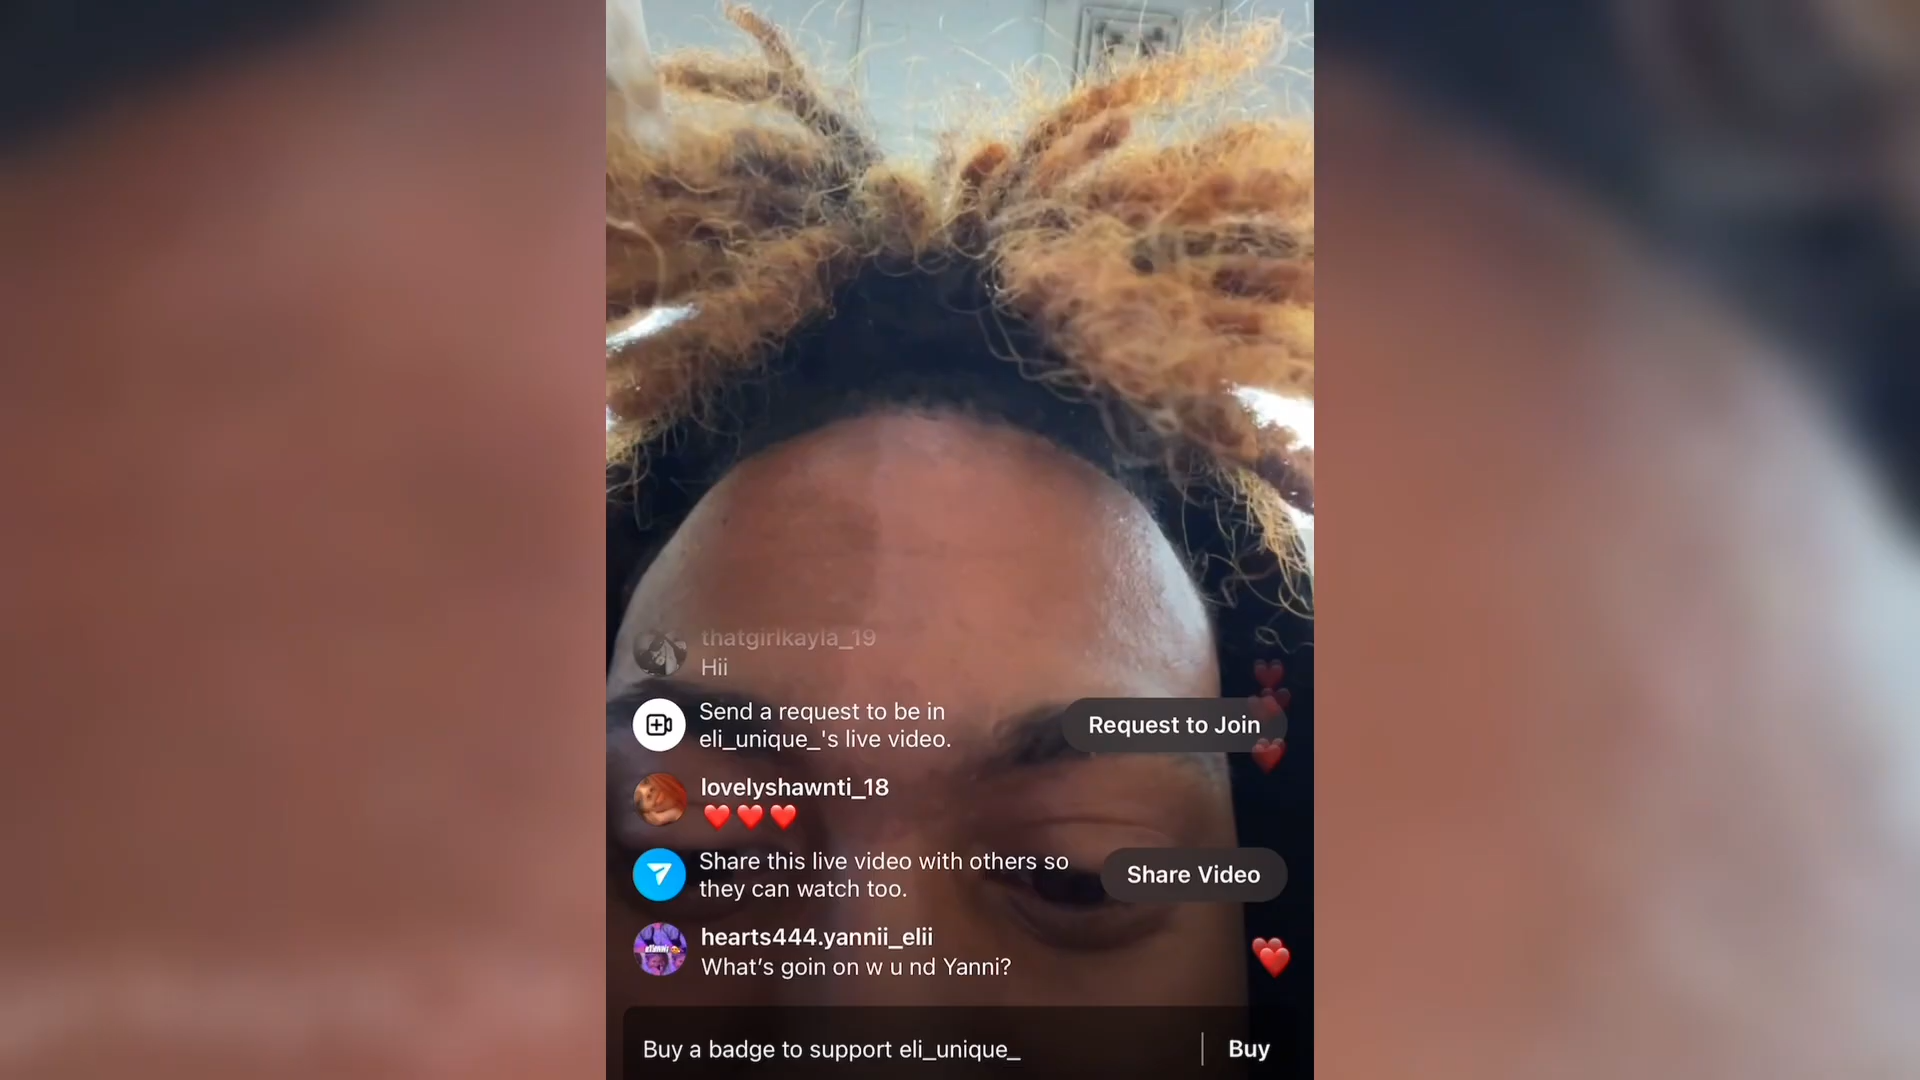 thatgirlkayla_19
Hii
Send a request to be in
eli_unique_'s live video.
Request to Join
lovelyshawnti_18
❤️❤️❤️
Share this live video with others so
they can watch too.
Share Video
hearts444.yannii_elii
What’s goin on w u nd Yanni?
Buy a badge to support eli_unique_
Buy